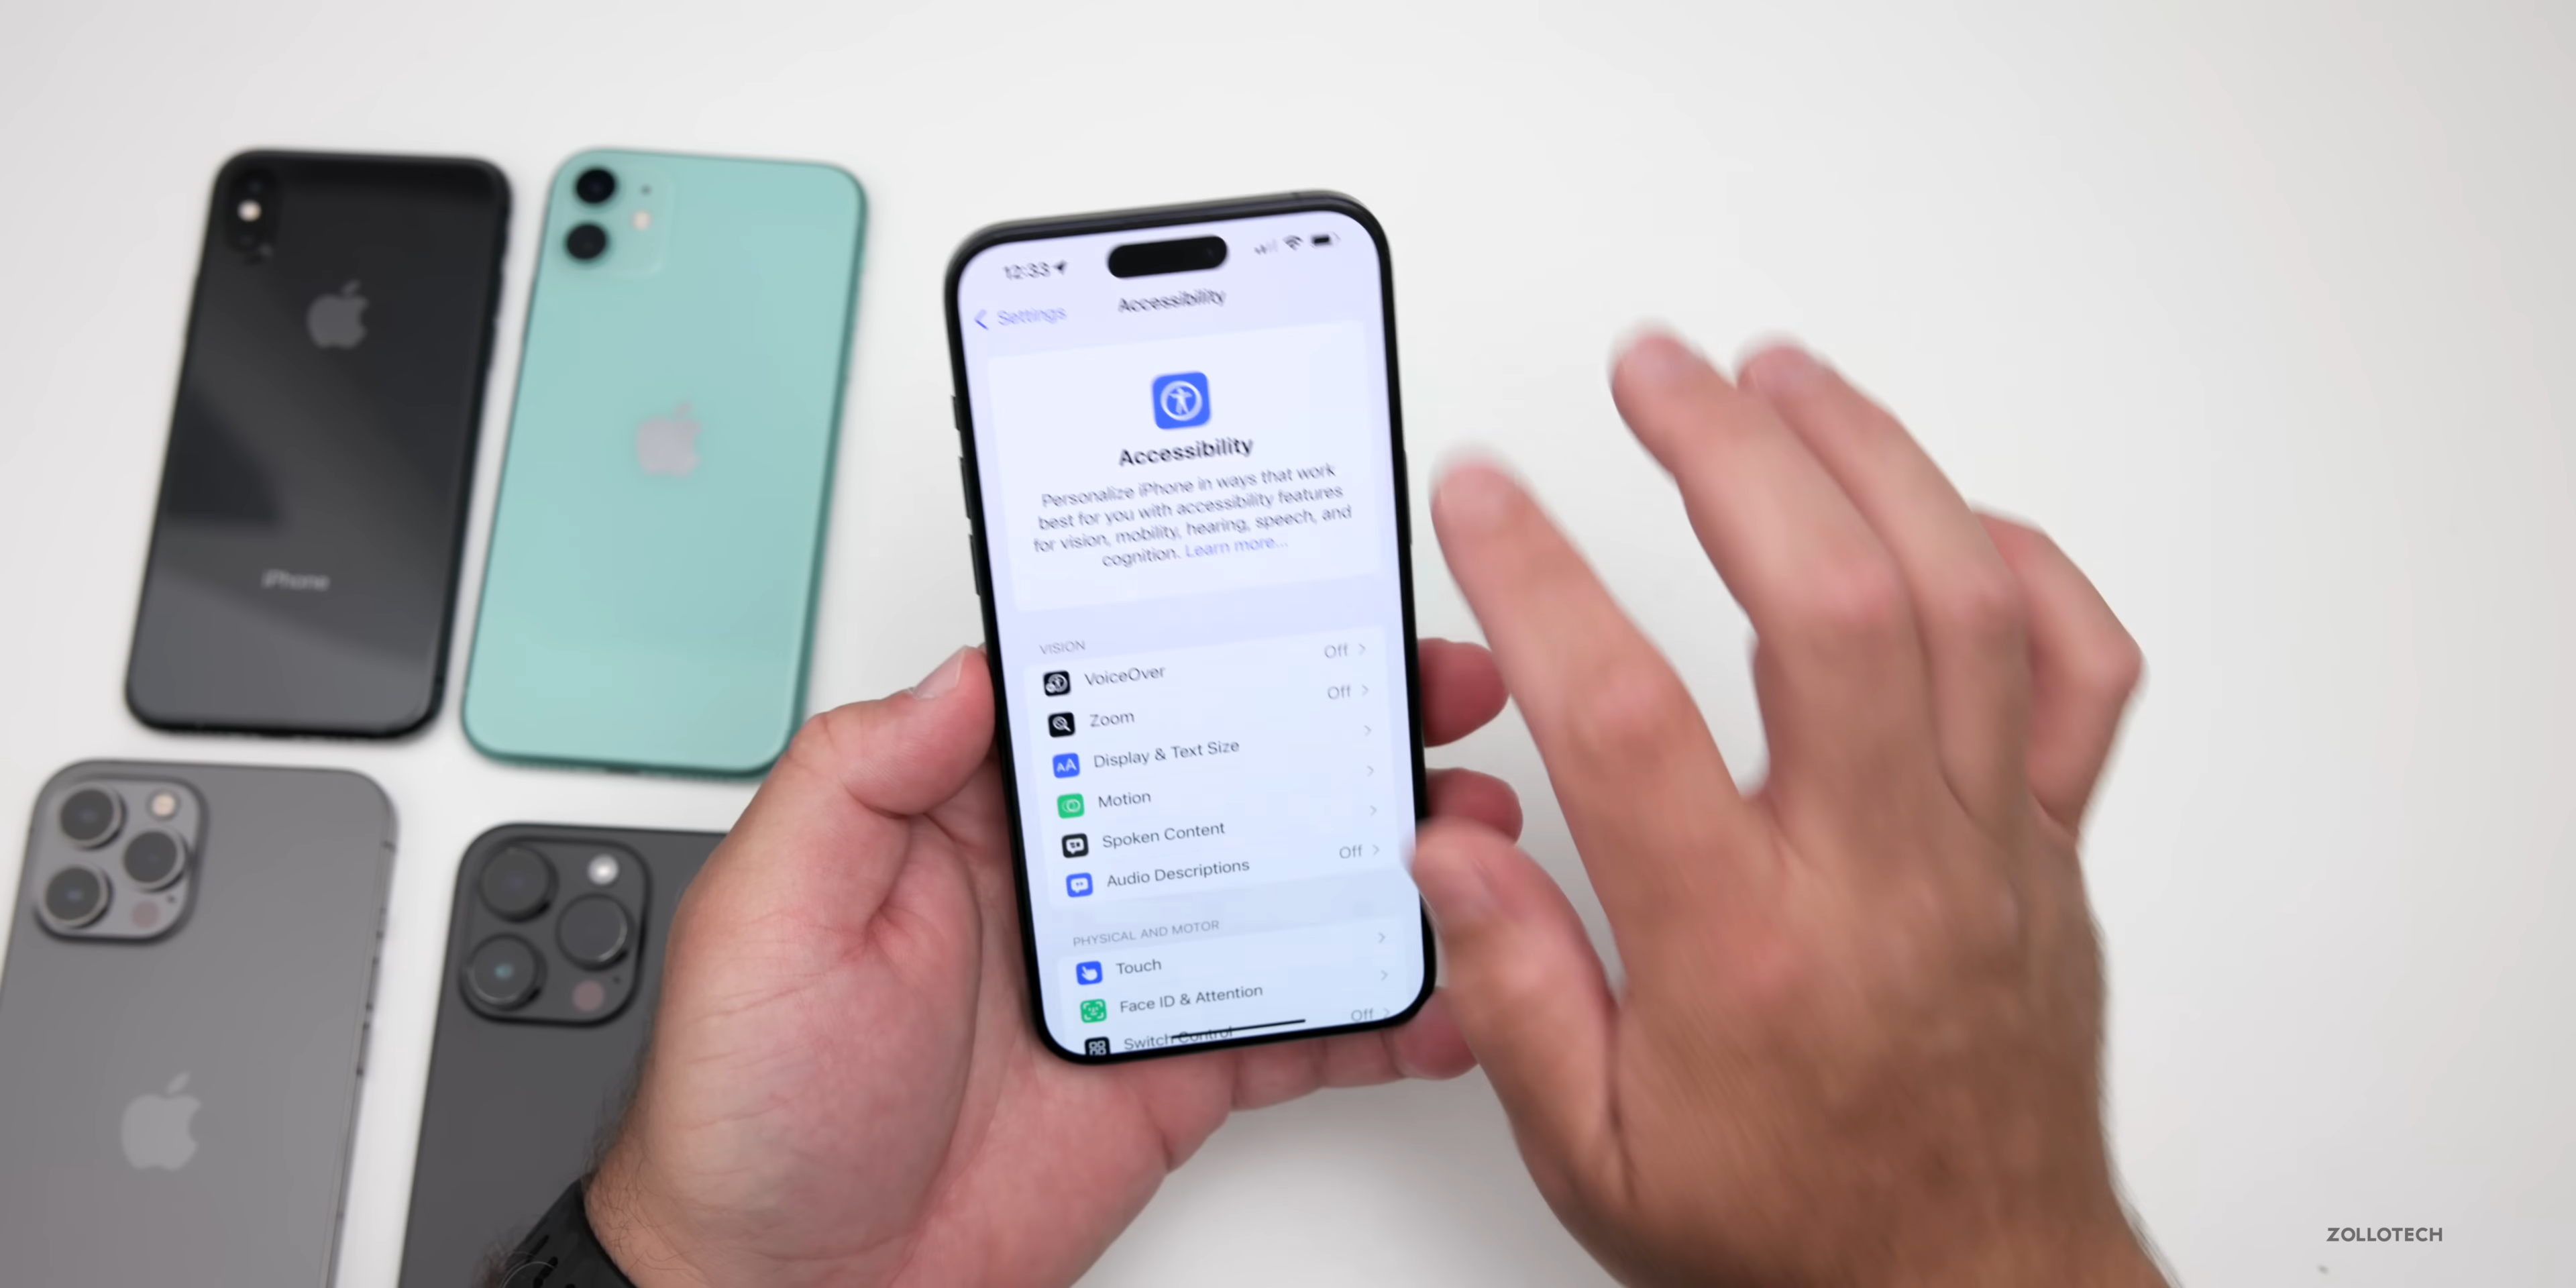 iPhone
12:33
Settings
Accessibility
Accessibility
Personalize iPhone in ways that work
best for you with accessibility features
for vision, mobility, hearing, speech, and
cognition. Learn more...
VISION
VoiceOver Off
Zoom Off
Display & Text Size
Motion
Spoken Content
Audio Descriptions Off
PHYSICAL AND MOTOR
Touch
Face ID & Attention
Switch Control Off
ZOLLOTECH